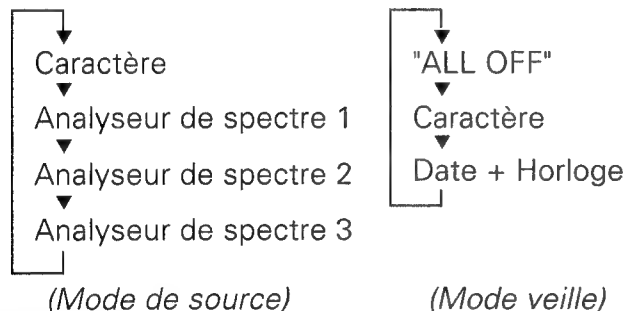 Caractère
Analyseur de spectre 1
Analyseur de spectre 2
Analyseur de spectre 3
(Mode de source)
"ALL OFF"
Caractère
Date + Horloge
(Mode veille)